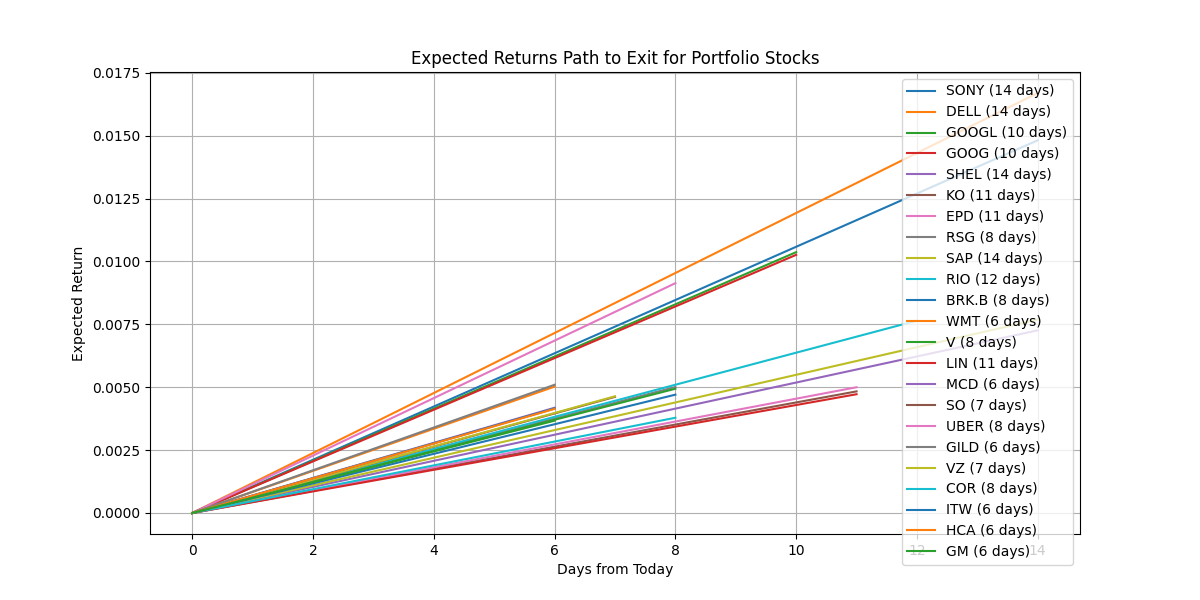 Expected Returns Path to Exit for Portfolio Stocks
Expected Return
0.0175
0.0150
0.0125
0.0100
0.0075
0.0050
0.0025
0.0000
SONY (14 days)
DELL (14 days)
GOOGL (10 days)
GOOG (10 days)
SHEL (14 days)
KO (11 days)
EPD (11 days)
RSG (8 days)
SAP (14 days)
RIO (12 days)
BRK.B (8 days)
WMT (6 days)
V (8 days)
LIN (11 days)
MCD (6 days)
SO (7 days)
UBER (8 days)
GILD (6 days)
VZ (7 days)
COR (8 days)
ITW (6 days)
HCA (6 days)
GM (6 days)
0 2 4 6 8 10 12 14
Days from Today